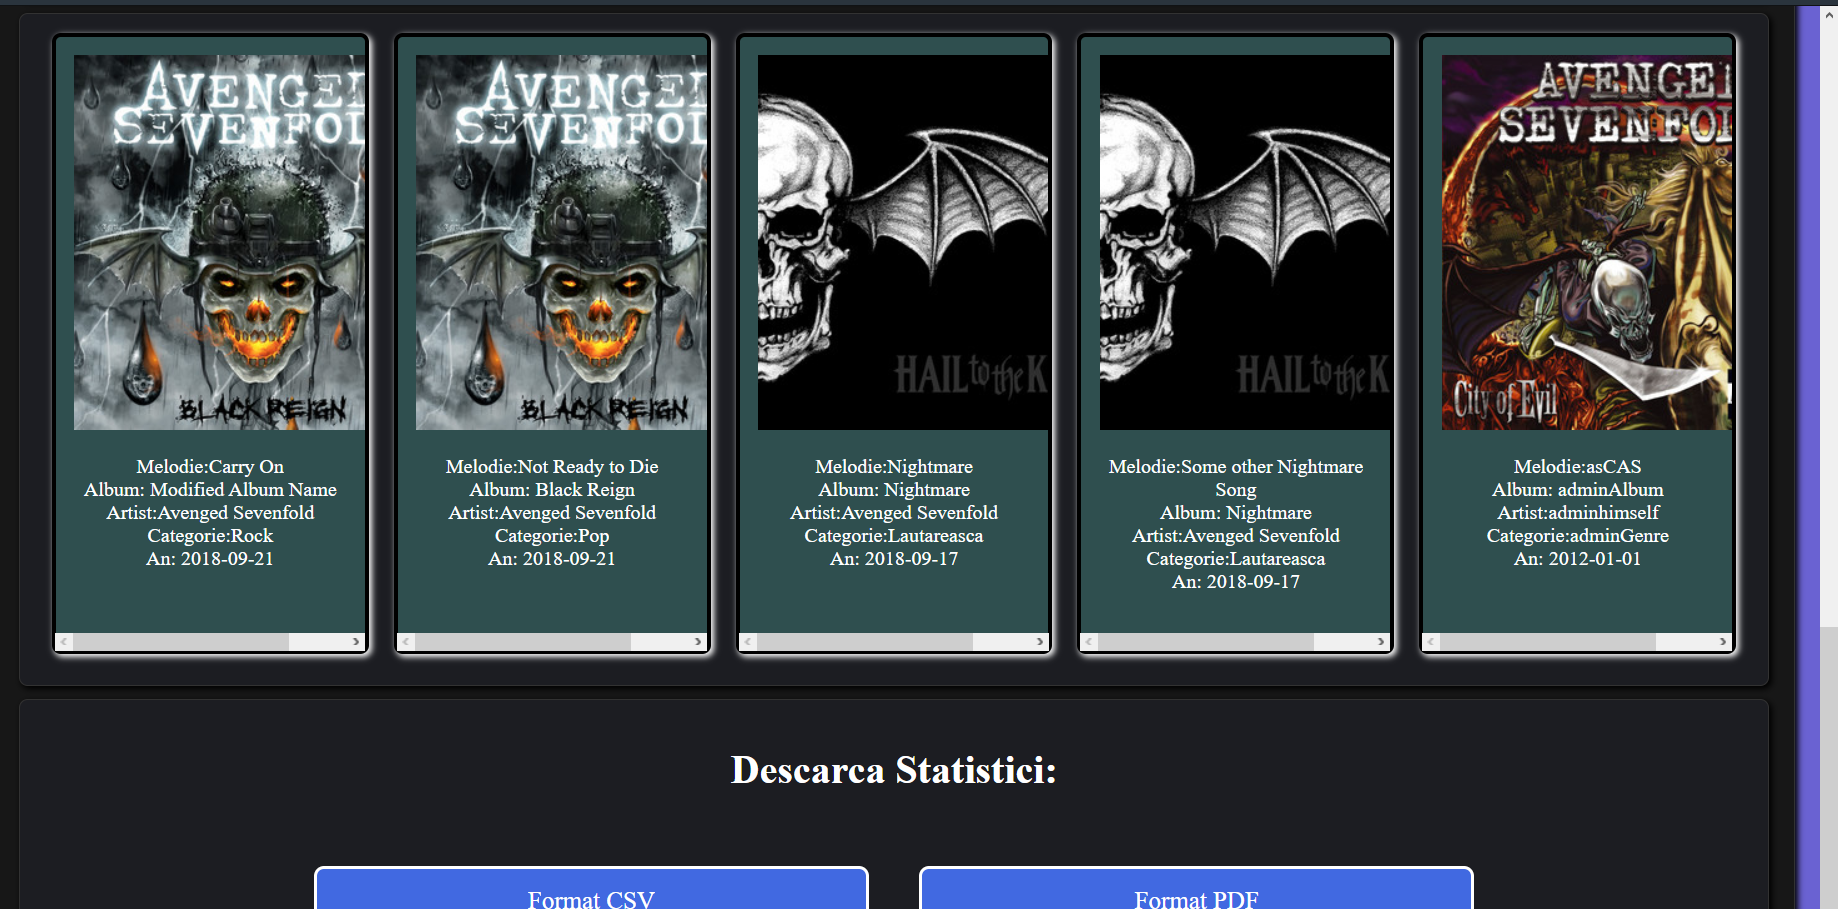 AVENGE
SEVENFOL
BLACK REIGN
Melodie:Carry On
Album: Modified Album Name
Artist:Avenged Sevenfold
Categorie:Rock
An: 2018-09-21
AVENGE
SEVENFOL
BLACK REIGN
Melodie:Not Ready to Die
Album: Black Reign
Artist:Avenged Sevenfold
Categorie:Pop
An: 2018-09-21
HAIL to the K
Melodie:Nightmare
Album: Nightmare
Artist:Avenged Sevenfold
Categorie:Lautareasca
An: 2018-09-17
HAIL to the K
Melodie:Some other Nightmare
Song
Album: Nightmare
Artist:Avenged Sevenfold
Categorie:Lautareasca
An: 2018-09-17
AVENGE
SEVENFOL
City of Evil
Melodie:asCAS
Album: adminAlbum
Artist:adminhimself
Categorie:adminGenre
An: 2012-01-01
Descarca Statistici:
Format CSV
Format PDF